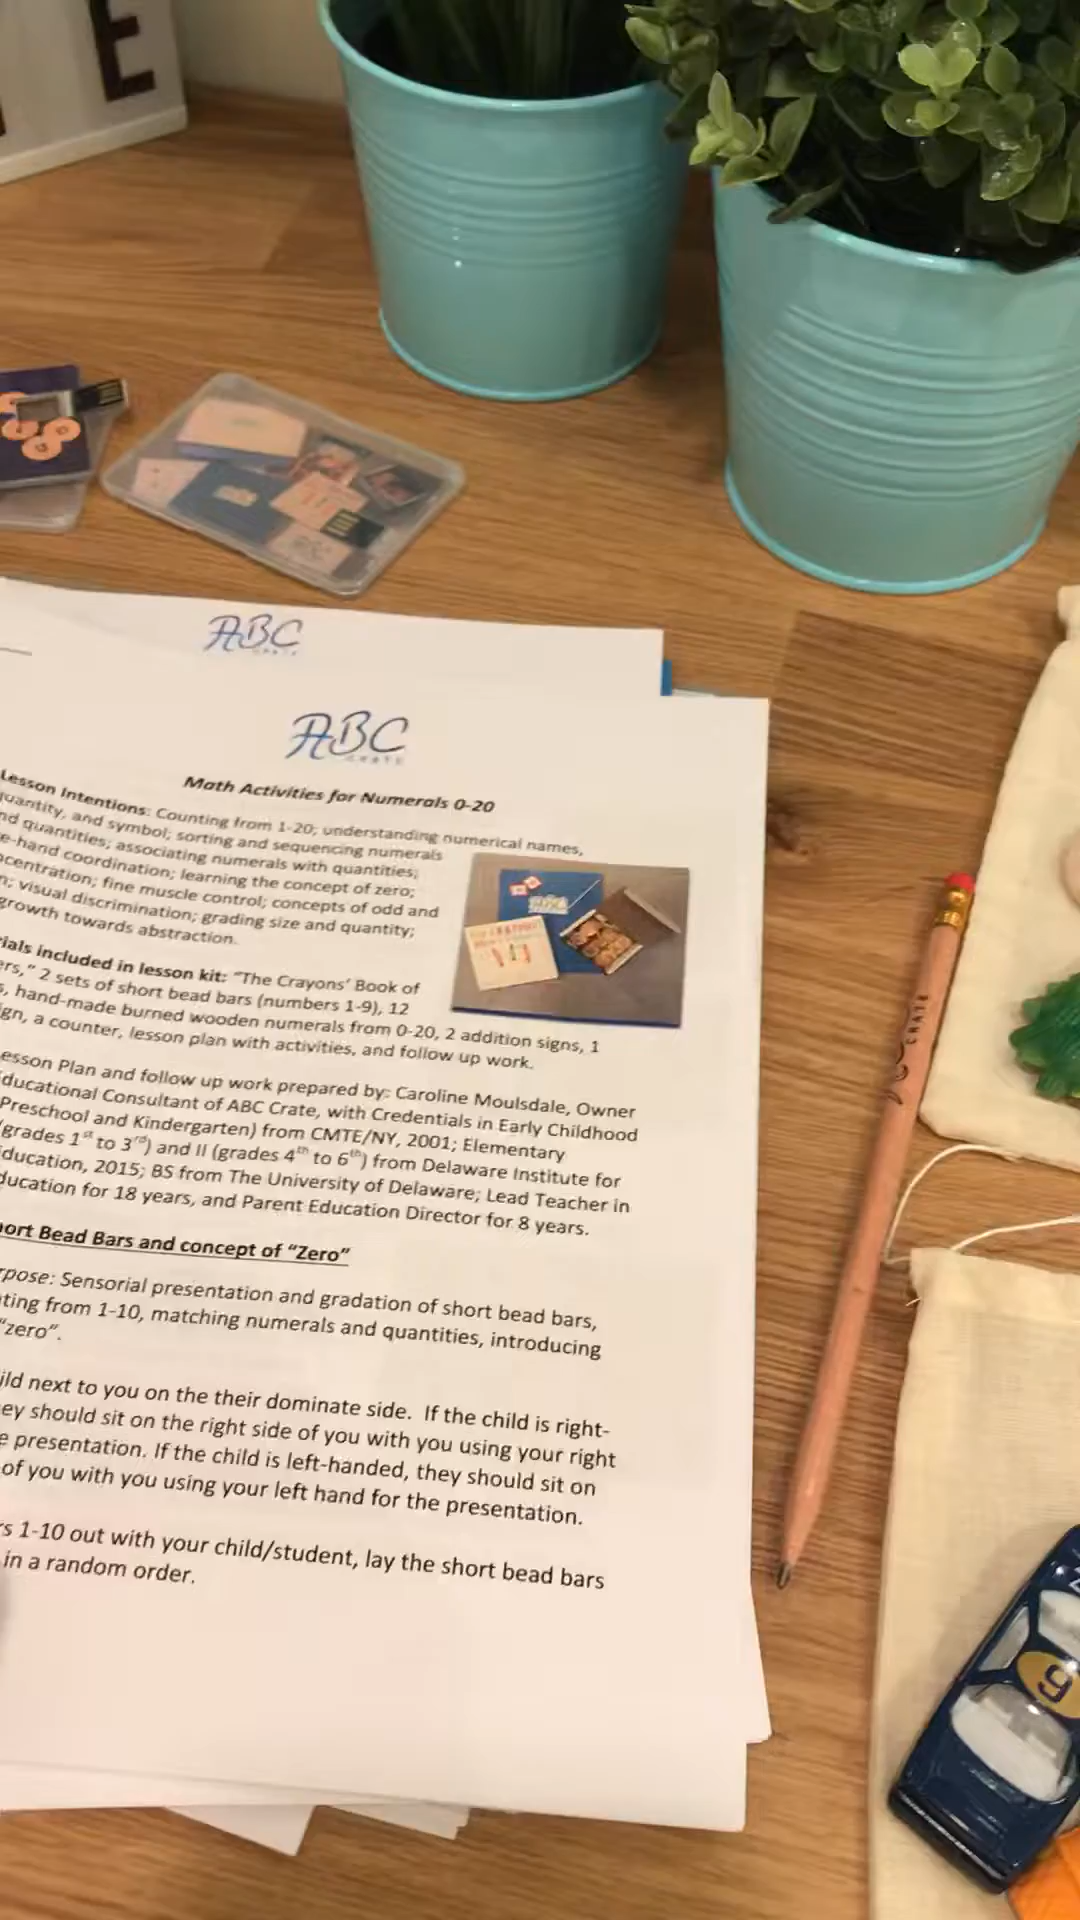 E
ABC
CRATE
ABC
CRATE
Math Activities for Numerals 0-20
Lesson Intentions: Counting from 1-20; understanding numerical names,
quantity, and symbol; sorting and sequencing numerals
nd quantities; associating numerals with quantities;
e-hand coordination; learning the concept of zero;
ncentration; fine muscle control; concepts of odd and
n; visual discrimination; grading size and quantity;
growth towards abstraction.
ials included in lesson kit: "The Crayons' Book of
ers," 2 sets of short bead bars (numbers 1-9), 12
s, hand-made burned wooden numerals from 0-20, 2 addition signs, 1
ign, a counter, lesson plan with activities, and follow up work.
esson Plan and follow up work prepared by: Caroline Moulsdale, Owner
ducational Consultant of ABC Crate, with Credentials in Early Childhood
Preschool and Kindergarten) from CMTE/NY, 2001; Elementary
(grades 1st to 3rd) and II (grades 4th to 6th) from Delaware Institute for
ducation, 2015; BS from The University of Delaware; Lead Teacher in
ducation for 18 years, and Parent Education Director for 8 years.
ort Bead Bars and concept of "Zero"
rpose: Sensorial presentation and gradation of short bead bars,
ting from 1-10, matching numerals and quantities, introducing
"zero".
ild next to you on the their dominate side. If the child is right-
ey should sit on the right side of you with you using your right
e presentation. If the child is left-handed, they should sit on
of you with you using your left hand for the presentation.
rs 1-10 out with your child/student, lay the short bead bars
in a random order.
CRATE